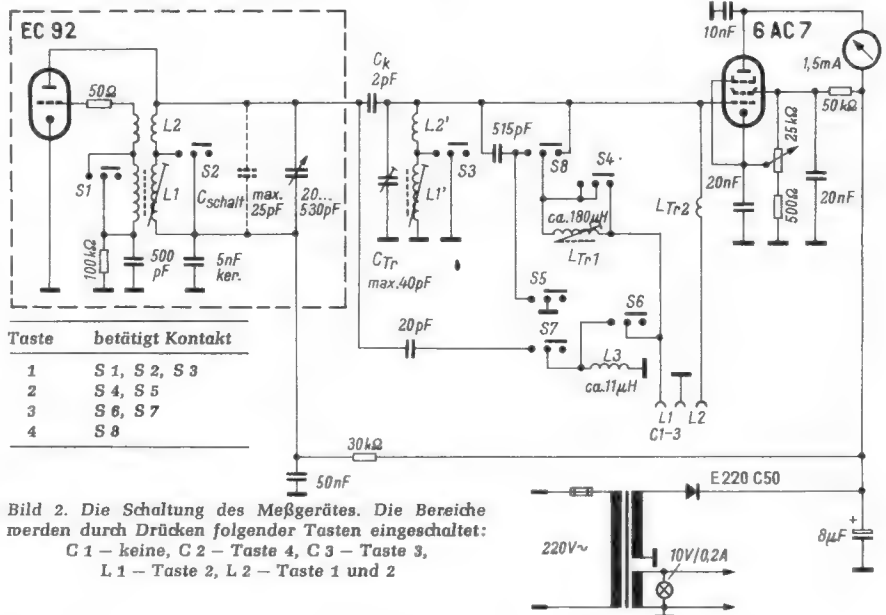 EC 92
50Ω
L2
S1
S2
L1
Cschalt
max.
25pF
20...
530pF
100kΩ
500
pF
5nF
ker.
Ck
2pF
L2'
S3
L1'
CTr
max.40pF
515pF
S8
S4
ca.180µH
LTr1
S5
S7
S6
20pF
L3
ca.11µH
L1
C1-3
L2
LTr2
10nF
6 AC 7
1,5mA
50kΩ
25kΩ
500Ω
20nF
20nF
Taste betätigt Kontakt
1 S 1, S 2, S 3
2 S 4, S 5
3 S 6, S 7
4 S 8
30kΩ
50nF
E 220 C50
220V~
10V/0,2A
8µF
+
Bild 2. Die Schaltung des Meßgerätes. Die Bereiche
werden durch Drücken folgender Tasten eingeschaltet:
C 1 – keine, C 2 – Taste 4, C 3 – Taste 3,
L 1 – Taste 2, L 2 – Taste 1 und 2